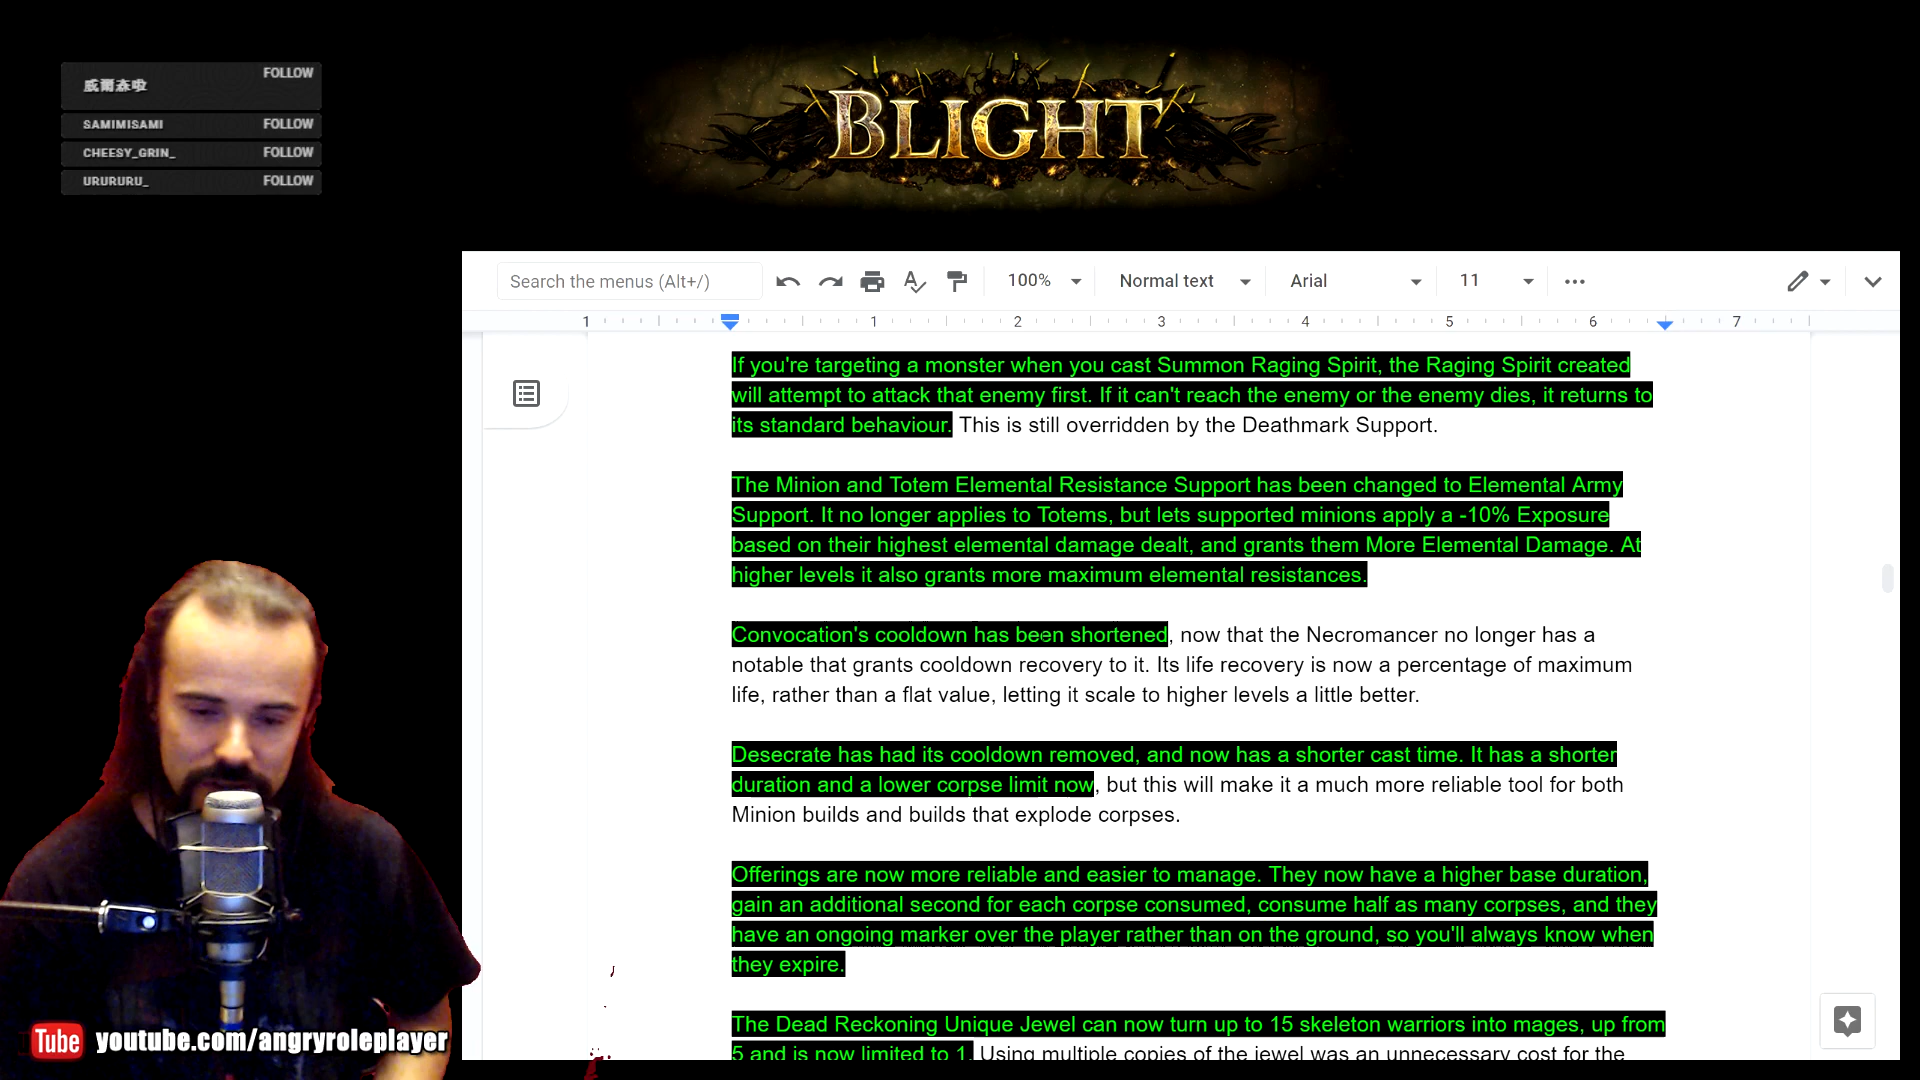 FOLLOW
SAMIMISAMI FOLLOW
CHEESY_GRIN_ FOLLOW
URURURU_ FOLLOW
BLIGHT
Search the menus (Alt+/) 100% Normal text Arial 11
1 1 2 3 4 5 6 7
If you're targeting a monster when you cast Summon Raging Spirit, the Raging Spirit created
will attempt to attack that enemy first. If it can't reach the enemy or the enemy dies, it returns to
its standard behaviour. This is still overridden by the Deathmark Support.
The Minion and Totem Elemental Resistance Support has been changed to Elemental Army
Support. It no longer applies to Totems, but lets supported minions apply a -10% Exposure
based on their highest elemental damage dealt, and grants them More Elemental Damage. At
higher levels it also grants more maximum elemental resistances.
Convocation's cooldown has been shortened, now that the Necromancer no longer has a
notable that grants cooldown recovery to it. Its life recovery is now a percentage of maximum
life, rather than a flat value, letting it scale to higher levels a little better.
Desecrate has had its cooldown removed, and now has a shorter cast time. It has a shorter
duration and a lower corpse limit now, but this will make it a much more reliable tool for both
Minion builds and builds that explode corpses.
Offerings are now more reliable and easier to manage. They now have a higher base duration,
gain an additional second for each corpse consumed, consume half as many corpses, and they
have an ongoing marker over the player rather than on the ground, so you'll always know when
they expire.
The Dead Reckoning Unique Jewel can now turn up to 15 skeleton warriors into mages, up from
5 and is now limited to 1. Using multiple copies of the jewel was an unnecessary cost for the
Tube youtube.com/angryroleplayer